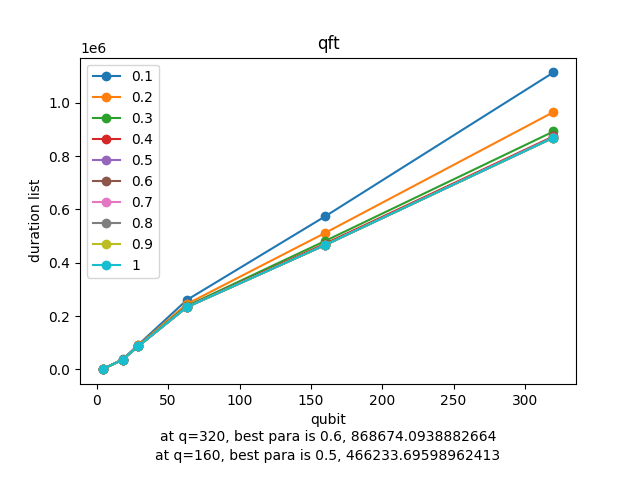 qft
1e6
1.0
0.8
0.6
0.4
0.2
0.0
duration list
0.1
0.2
0.3
0.4
0.5
0.6
0.7
0.8
0.9
1
0 50 100 150 200 250 300
qubit
at q=320, best para is 0.6, 868674.0938882664
at q=160, best para is 0.5, 466233.69598962413